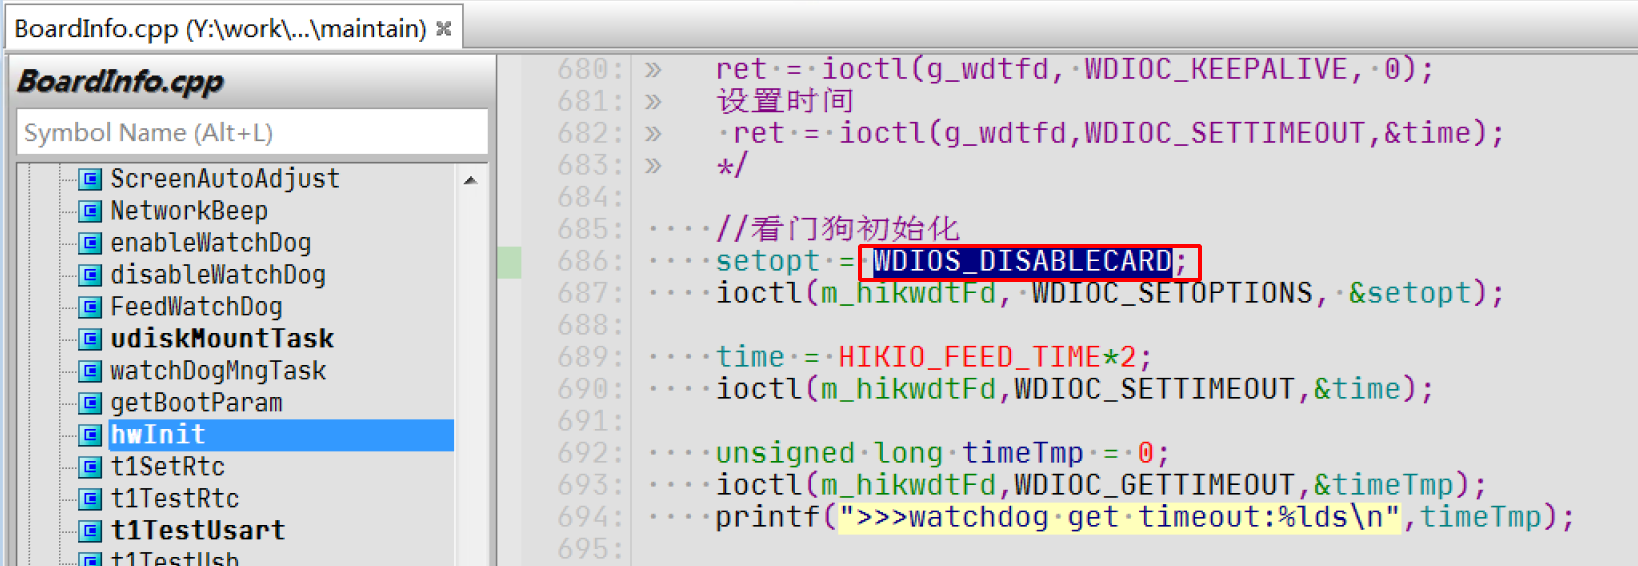 BoardInfo.cpp (Y:\work\...\maintain)
BoardInfo.cpp
Symbol Name (Alt+L)
ScreenAutoAdjust
NetworkBeep
enableWatchDog
disableWatchDog
FeedWatchDog
udiskMountTask
watchDogMngTask
getBootParam
hwInit
t1SetRtc
t1TestRtc
t1TestUsart
t1TestUsb
680: » ret = ioctl(g_wdtfd, WDIOC_KEEPALIVE, 0);
681: » 设置时间
682: » ret = ioctl(g_wdtfd,WDIOC_SETTIMEOUT,&time);
683: » */
684:
685: //看门狗初始化
686: setopt = WDIOS_DISABLECARD;
687: ioctl(m_hikwdtFd, WDIOC_SETOPTIONS, &setopt);
688:
689: time = HIKIO_FEED_TIME*2;
690: ioctl(m_hikwdtFd,WDIOC_SETTIMEOUT,&time);
691:
692: unsigned long timeTmp = 0;
693: ioctl(m_hikwdtFd,WDIOC_GETTIMEOUT,&timeTmp);
694: printf(">>>watchdog get timeout:%lds\n",timeTmp);
695: